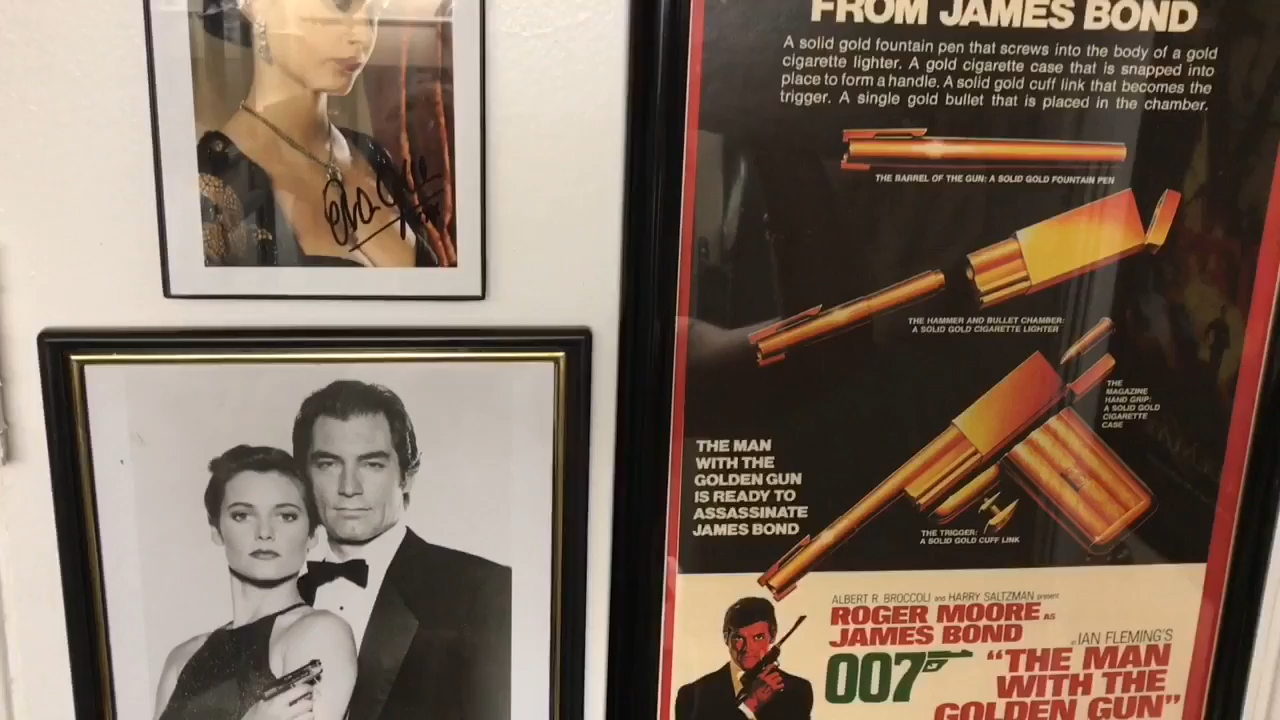 Eva
FROM JAMES BOND
A solid gold fountain pen that screws into the body of a gold
cigarette lighter. A gold cigarette case that is snapped into
place to form a handle. A solid gold cuff link that becomes the
trigger. A single gold bullet that is placed in the chamber.
THE BARREL OF THE GUN: A SOLID GOLD FOUNTAIN PEN
THE HAMMER AND BULLET CHAMBER:
A SOLID GOLD CIGARETTE LIGHTER
THE
MAGAZINE
HAND GRIP:
A SOLID GOLD
CIGARETTE
CASE
THE MAN
WITH THE
GOLDEN GUN
IS READY TO
ASSASSINATE
JAMES BOND
THE TRIGGER:
A SOLID GOLD CUFF LINK
ALBERT R. BROCCOLI and HARRY SALTZMAN present
ROGER MOORE AS
JAMES BOND
007
in IAN FLEMING'S
"THE MAN
WITH THE
GOLDEN GUN"